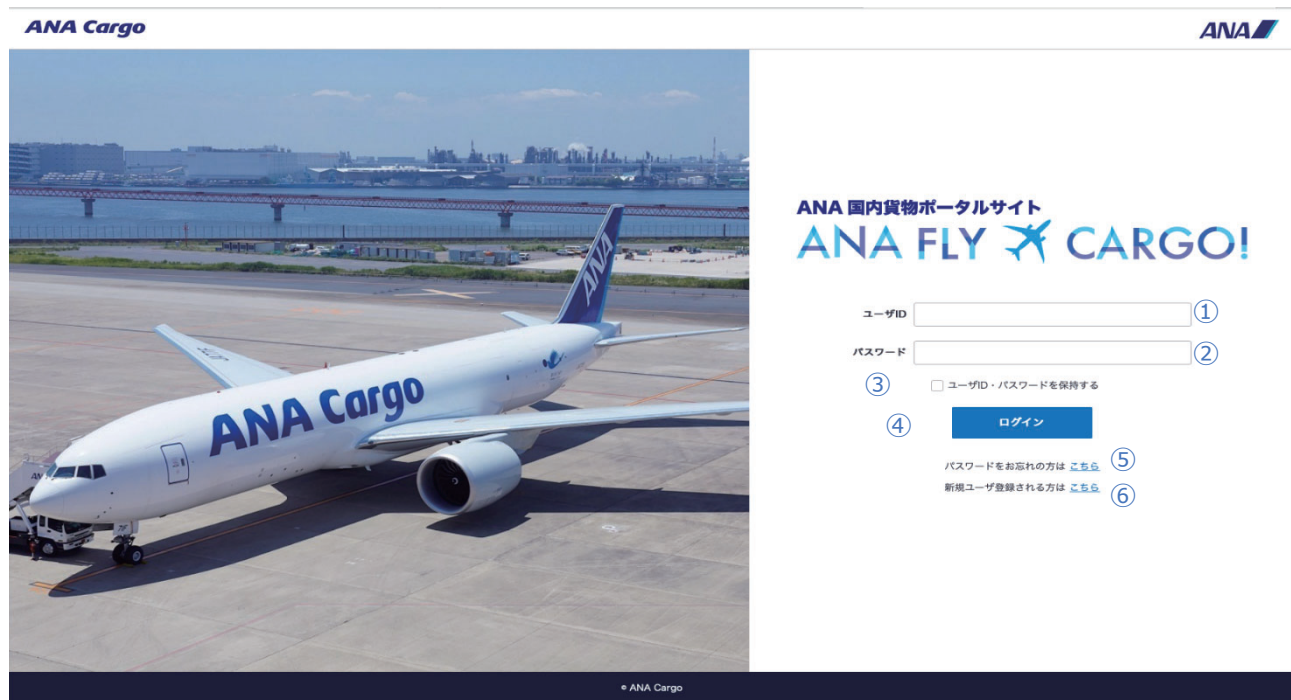 ANA Cargo
ANA
ANA
ANA Cargo
ANA国内貨物ポータルサイト
ANA FLY CARGO!
ユーザID ①
パスワード ②
③ ユーザID・パスワードを保持する
④ ログイン
パスワードをお忘れの方は こちら ⑤
新規ユーザ登録される方は こちら ⑥
© ANA Cargo